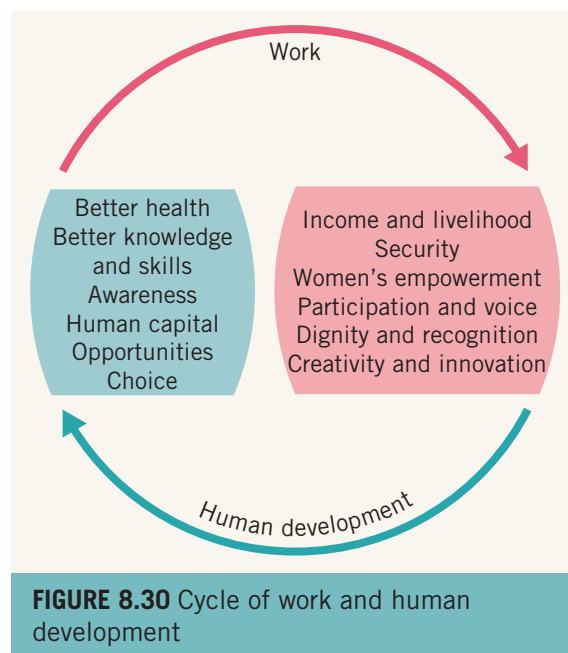 Work
Better health
Better knowledge
and skills
Awareness
Human capital
Opportunities
Choice
Income and livelihood
Security
Women's empowerment
Participation and voice
Dignity and recognition
Creativity and innovation
Human development
FIGURE 8.30 Cycle of work and human
development